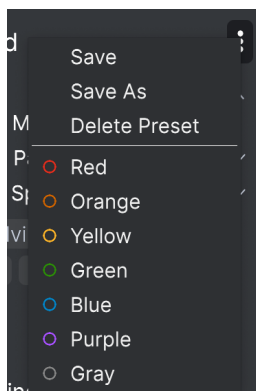 Save
Save As
Delete Preset
Red
Orange
Yellow
Green
Blue
Purple
Gray